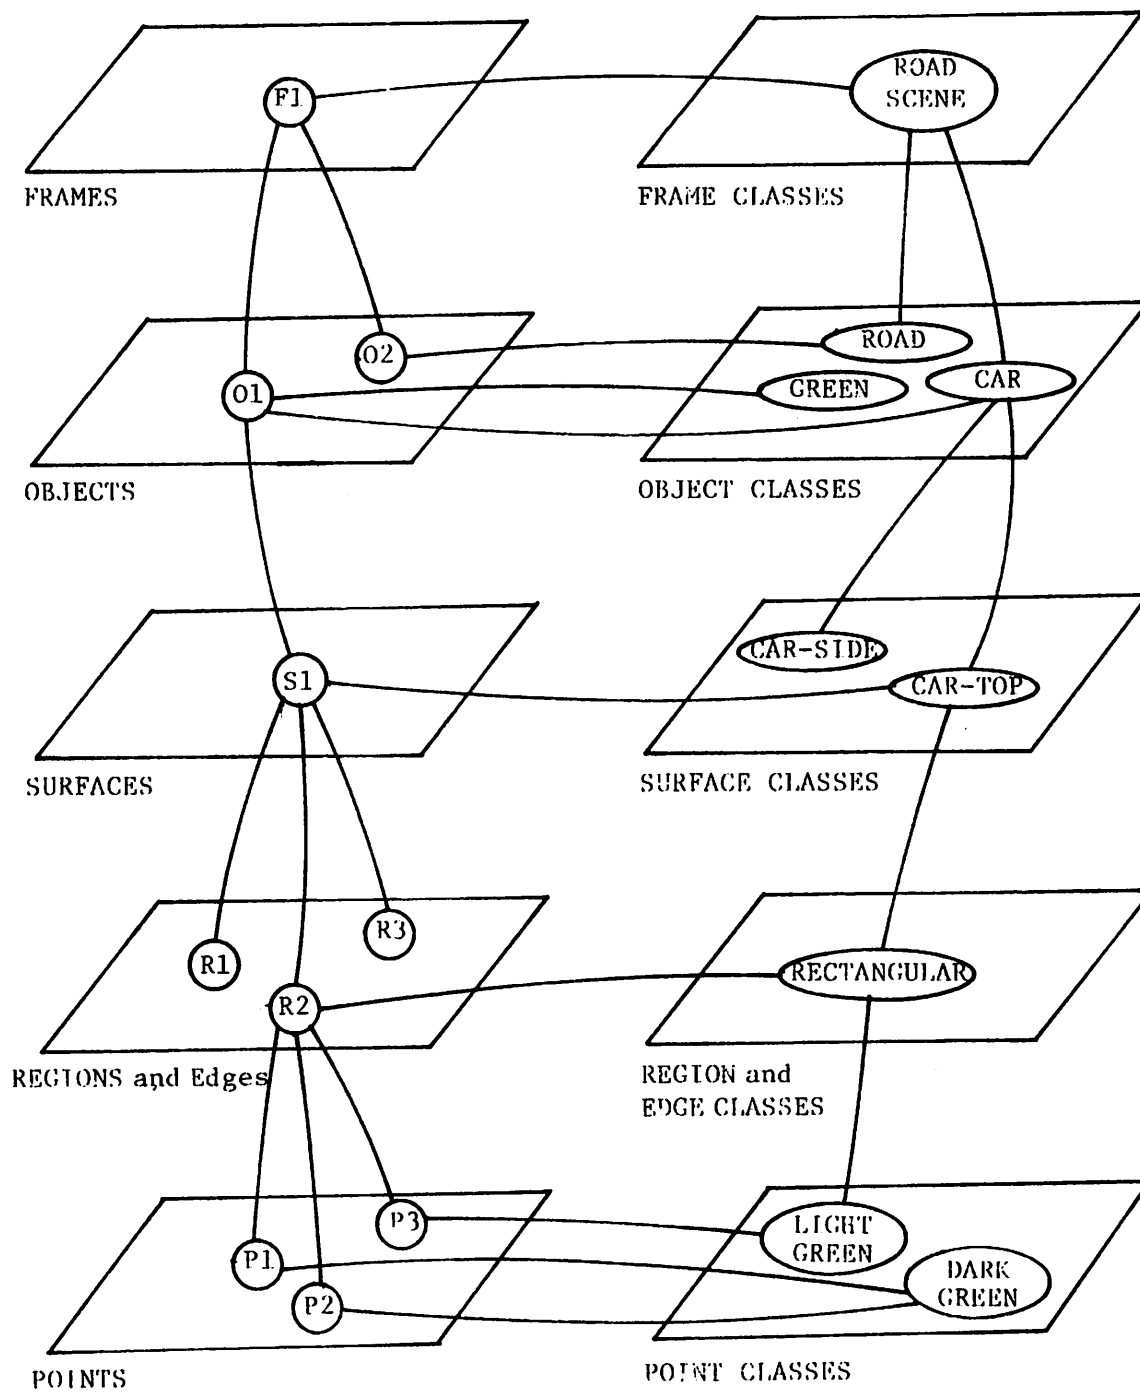 F1
ROAD
SCENE
FRAMES
FRAME CLASSES
O2
ROAD
O1
GREEN
CAR
OBJECTS
OBJECT CLASSES
CAR-SIDE
S1
CAR-TOP
SURFACES
SURFACE CLASSES
R3
R1
RECTANGULAR
R2
REGIONS and Edges
REGION and
EDGE CLASSES
P3
LIGHT
GREEN
P1
DARK
GREEN
P2
POINTS
POINT CLASSES